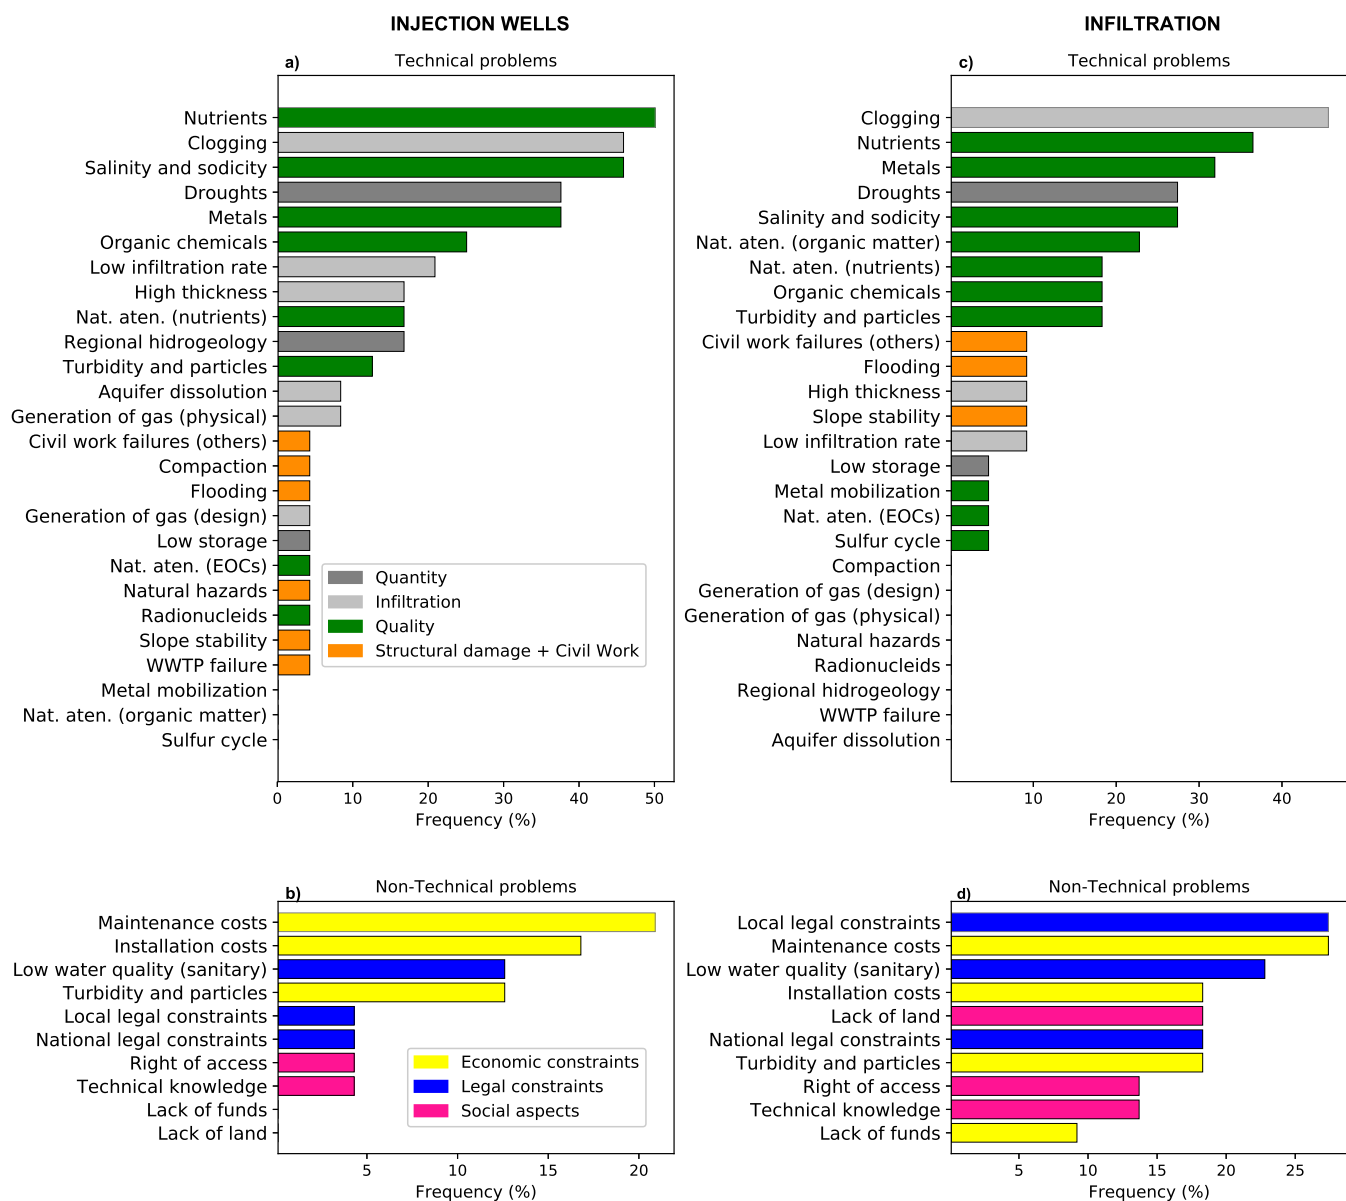 INJECTION WELLS
a)
Technical problems
Nutrients
Clogging
Salinity and sodicity
Droughts
Metals
Organic chemicals
Low infiltration rate
High thickness
Nat. aten. (nutrients)
Regional hidrogeology
Turbidity and particles
Aquifer dissolution
Generation of gas (physical)
Civil work failures (others)
Compaction
Flooding
Generation of gas (design)
Low storage
Nat. aten. (EOCs)
Natural hazards
Radionucleids
Slope stability
WWTP failure
Metal mobilization
Nat. aten. (organic matter)
Sulfur cycle
Quantity
Infiltration
Quality
Structural damage + Civil Work
0 10 20 30 40 50
Frequency (%)
b)
Non-Technical problems
Maintenance costs
Installation costs
Low water quality (sanitary)
Turbidity and particles
Local legal constraints
National legal constraints
Right of access
Technical knowledge
Lack of funds
Lack of land
Economic constraints
Legal constraints
Social aspects
5 10 15 20
Frequency (%)
INFILTRATION
c)
Technical problems
Clogging
Nutrients
Metals
Droughts
Salinity and sodicity
Nat. aten. (organic matter)
Nat. aten. (nutrients)
Organic chemicals
Turbidity and particles
Civil work failures (others)
Flooding
High thickness
Slope stability
Low infiltration rate
Low storage
Metal mobilization
Nat. aten. (EOCs)
Sulfur cycle
Compaction
Generation of gas (design)
Generation of gas (physical)
Natural hazards
Radionucleids
Regional hidrogeology
WWTP failure
Aquifer dissolution
10 20 30 40
Frequency (%)
d)
Non-Technical problems
Local legal constraints
Maintenance costs
Low water quality (sanitary)
Installation costs
Lack of land
National legal constraints
Turbidity and particles
Right of access
Technical knowledge
Lack of funds
5 10 15 20 25
Frequency (%)